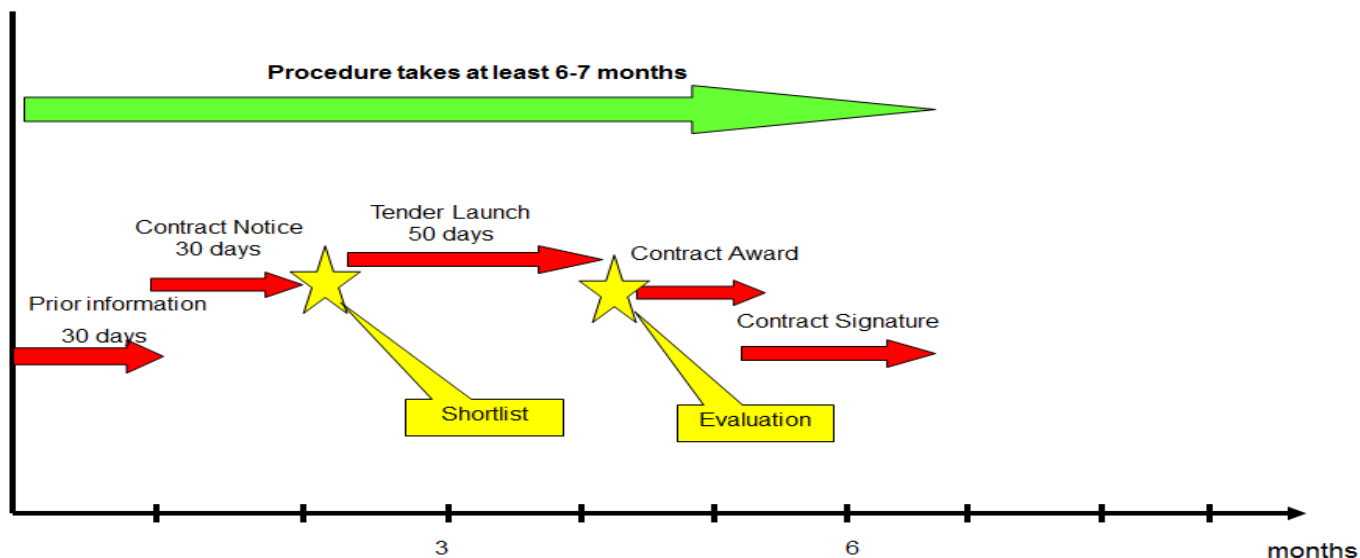 Procedure takes at least 6-7 months
Tender Launch
50 days
Contract Notice
30 days
Contract Award
Prior information
30 days
Contract Signature
Shortlist
Evaluation
3
6
months